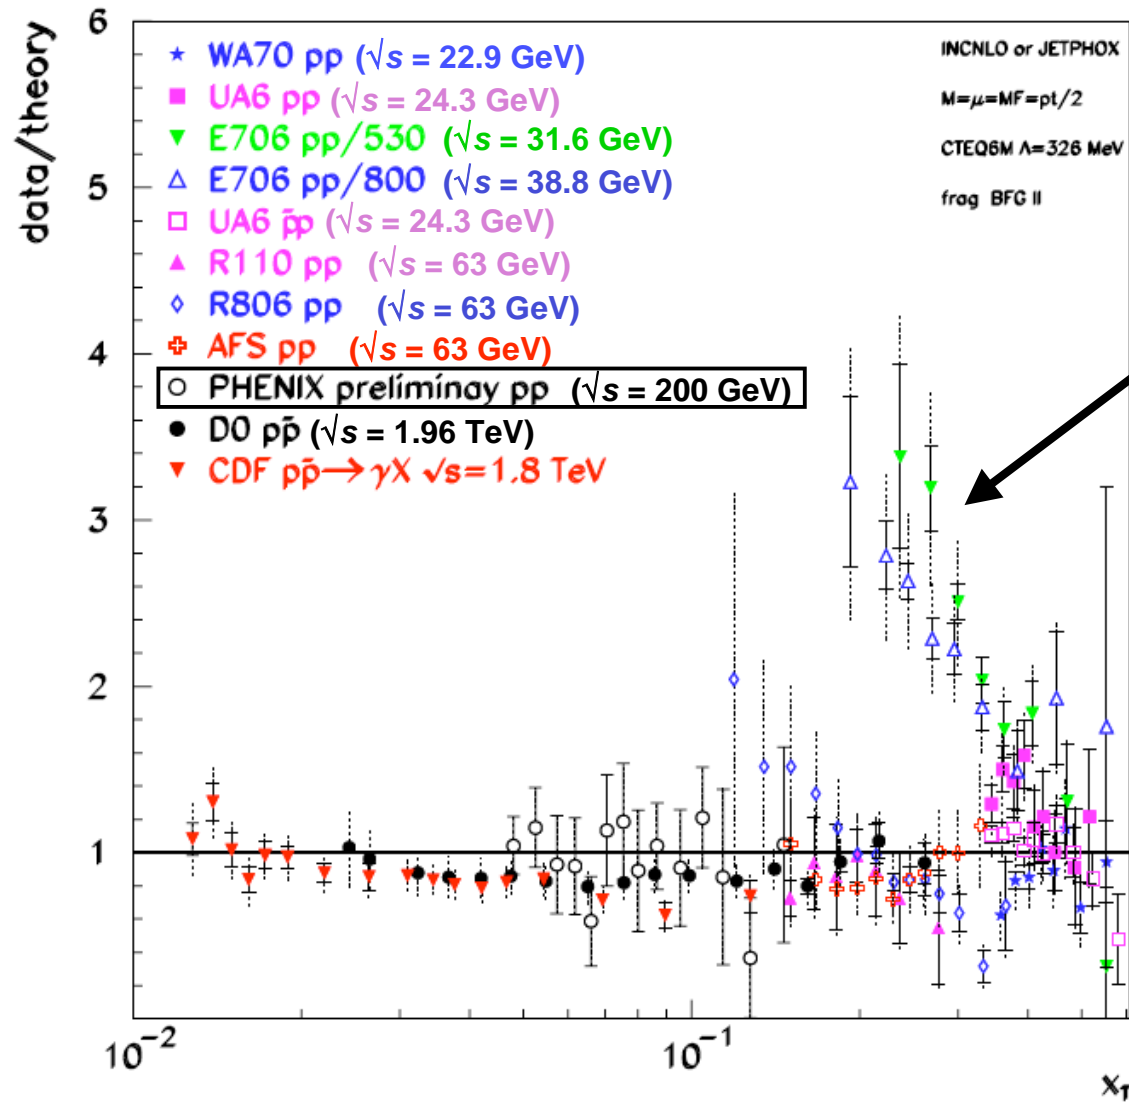 data/theory
6
5
4
3
2
1
WA70 pp (√s = 22.9 GeV)
UA6 pp (√s = 24.3 GeV)
E706 pp/530 (√s = 31.6 GeV)
E706 pp/800 (√s = 38.8 GeV)
UA6 p̄p (√s = 24.3 GeV)
R110 pp (√s = 63 GeV)
R806 pp (√s = 63 GeV)
AFS pp (√s = 63 GeV)
PHENIX preliminay pp (√s = 200 GeV)
D0 pp̄ (√s = 1.96 TeV)
CDF pp̄→γX √s=1,8 TeV
INCNLO or JETPHOX
M=μ=MF=pt/2
CTEQ6M Λ=326 MeV
frag BFG II
10⁻²
10⁻¹
x_T